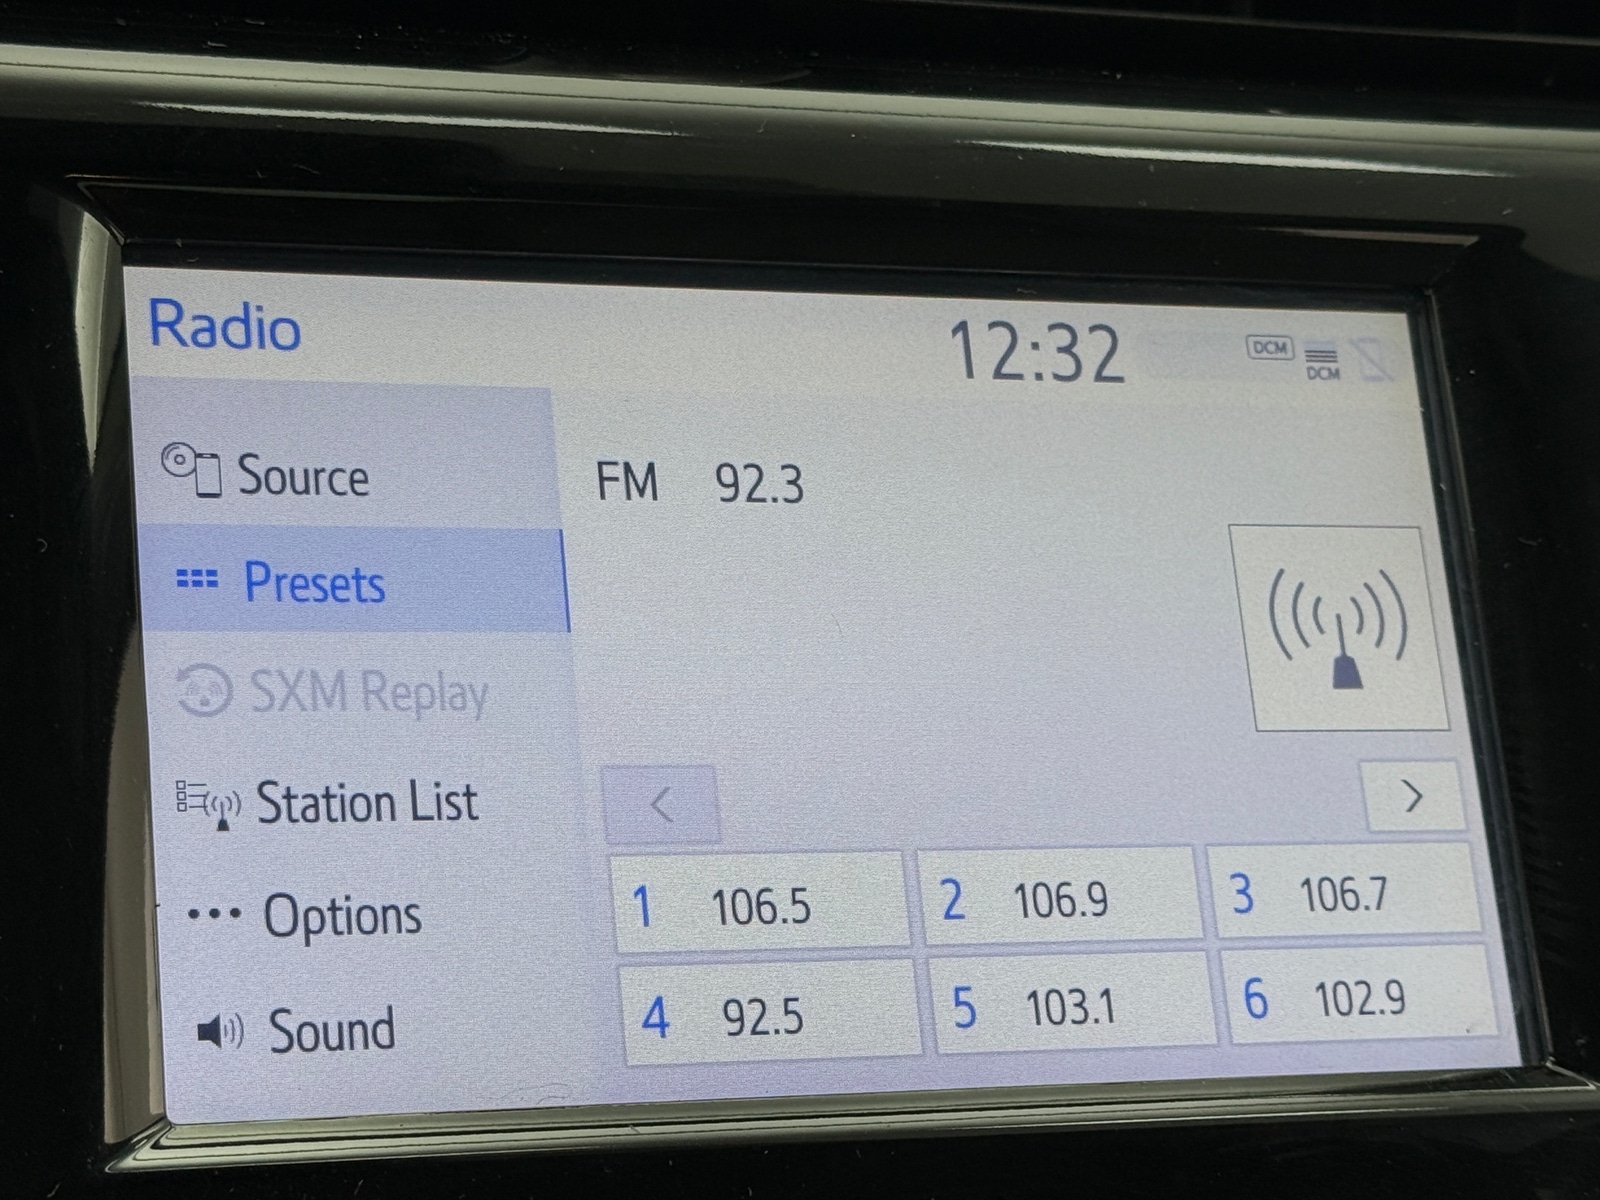 Radio
12:32
DCM
DCM
Source
FM 92.3
Presets
SXM Replay
Station List
<
>
Options
1 106.5
2 106.9
3 106.7
Sound
4 92.5
5 103.1
6 102.9